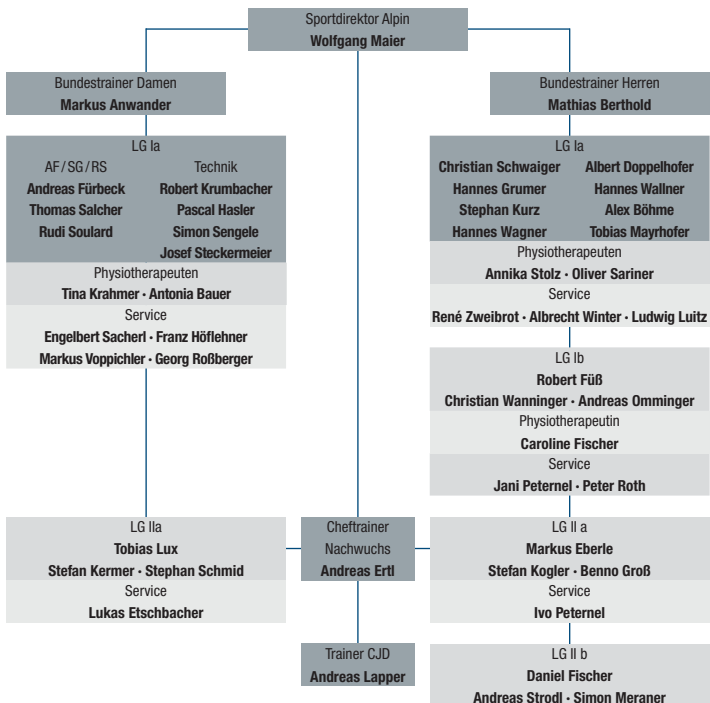 Sportdirektor Alpin
Wolfgang Maier
Bundestrainer Damen
Markus Anwander
LG Ia
AF/SG/RS
Andreas Fürbeck
Thomas Salcher
Rudi Soulard
Technik
Robert Krumbacher
Pascal Hasler
Simon Sengele
Josef Steckermeier
Physiotherapeuten
Tina Krahmer · Antonia Bauer
Service
Engelbert Sacherl · Franz Höflehner
Markus Voppichler · Georg Roßberger
LG IIa
Tobias Lux
Stefan Kermer · Stephan Schmid
Service
Lukas Etschbacher
Cheftrainer
Nachwuchs
Andreas Ertl
Trainer CJD
Andreas Lapper
Bundestrainer Herren
Mathias Berthold
LG Ia
Christian Schwaiger
Hannes Grumer
Stephan Kurz
Hannes Wagner
Albert Doppelhofer
Hannes Wallner
Alex Böhme
Tobias Mayrhofer
Physiotherapeuten
Annika Stolz · Oliver Sariner
Service
René Zweibrot · Albrecht Winter · Ludwig Luitz
LG Ib
Robert Füß
Christian Wanninger · Andreas Omminger
Physiotherapeutin
Caroline Fischer
Service
Jani Peternel · Peter Roth
LG II a
Markus Eberle
Stefan Kogler · Benno Groß
Service
Ivo Peternel
LG II b
Daniel Fischer
Andreas Strodl · Simon Meraner